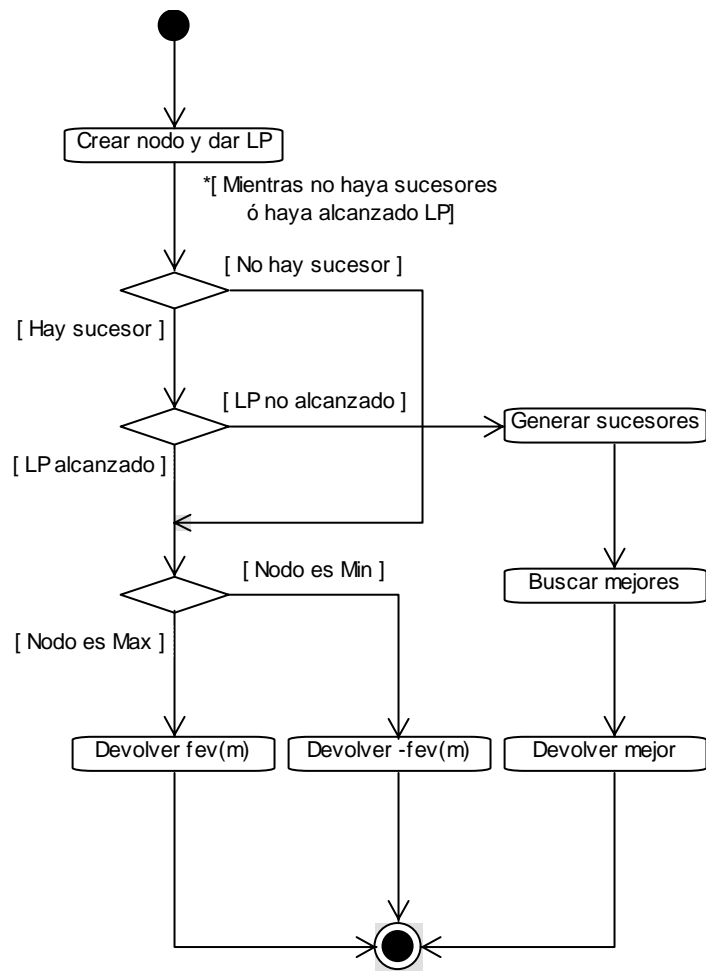 Crear nodo y dar LP
*[ Mientras no haya sucesores
ó haya alcanzado LP]
[ No hay sucesor ]
[ Hay sucesor ]
[ LP no alcanzado ]
Generar sucesores
[ LP alcanzado ]
[ Nodo es Min ]
Buscar mejores
[ Nodo es Max ]
Devolver fev(m)
Devolver -fev(m)
Devolver mejor